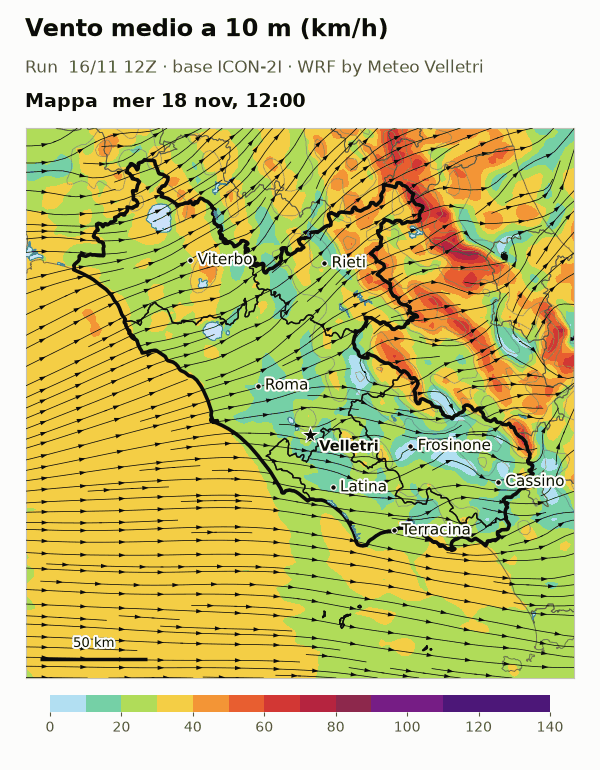 Vento medio a 10 m (km/h)
Run  16/11 12Z · base ICON-2I · WRF by Meteo Velletri
Mappa  mer 18 nov, 12:00
Viterbo
Rieti
Roma
Velletri
Frosinone
Cassino
Latina
Terracina
50 km
0 20 40 60 80 100 120 140